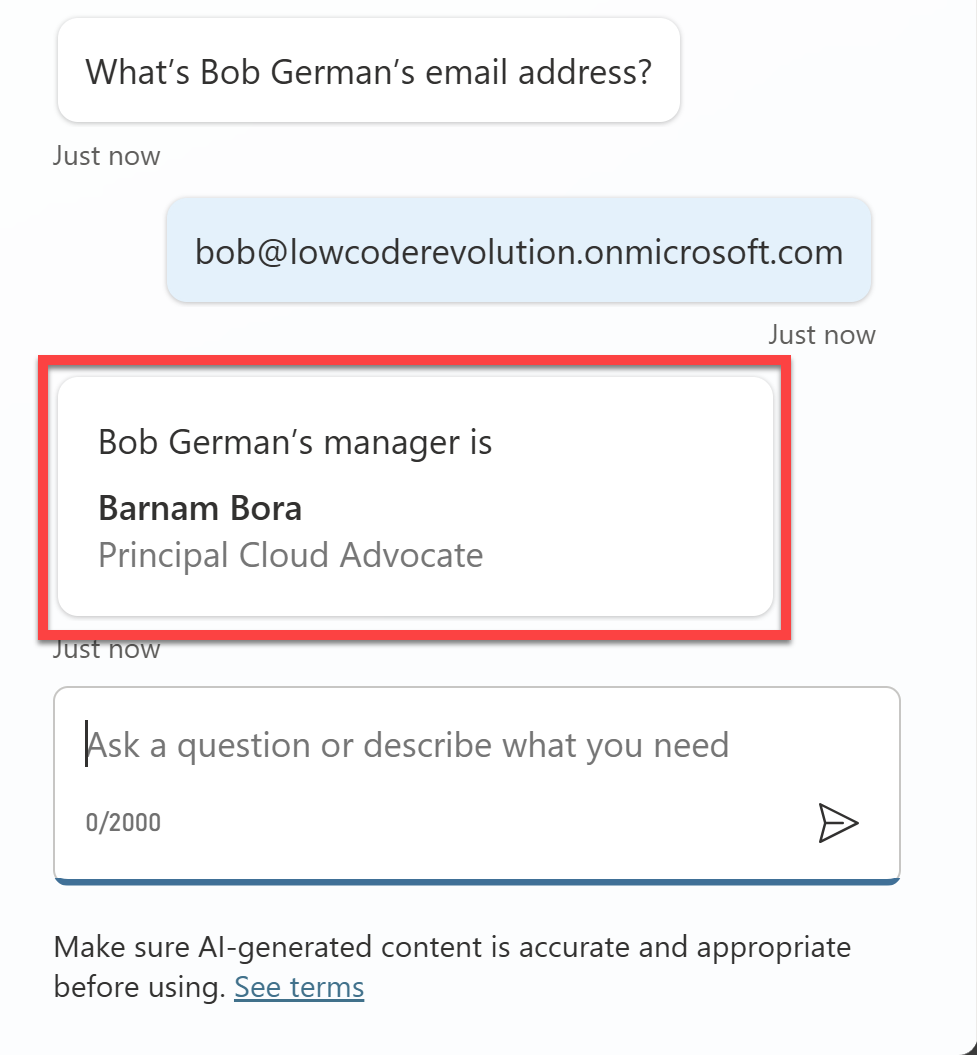 What’s Bob German’s email address?
Just now
bob@lowcoderevolution.onmicrosoft.com
Just now
Bob German’s manager is
Barnam Bora
Principal Cloud Advocate
Just now
Ask a question or describe what you need
0/2000
Make sure AI-generated content is accurate and appropriate
before using. See terms